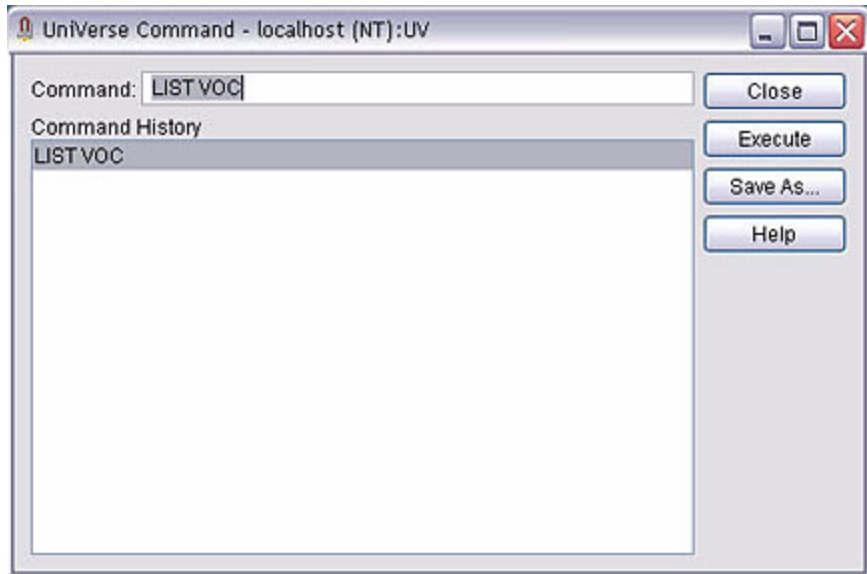 UniVerse Command - localhost (NT):UV
Command: LIST VOC
Close
Command History
Execute
LIST VOC
Save As...
Help